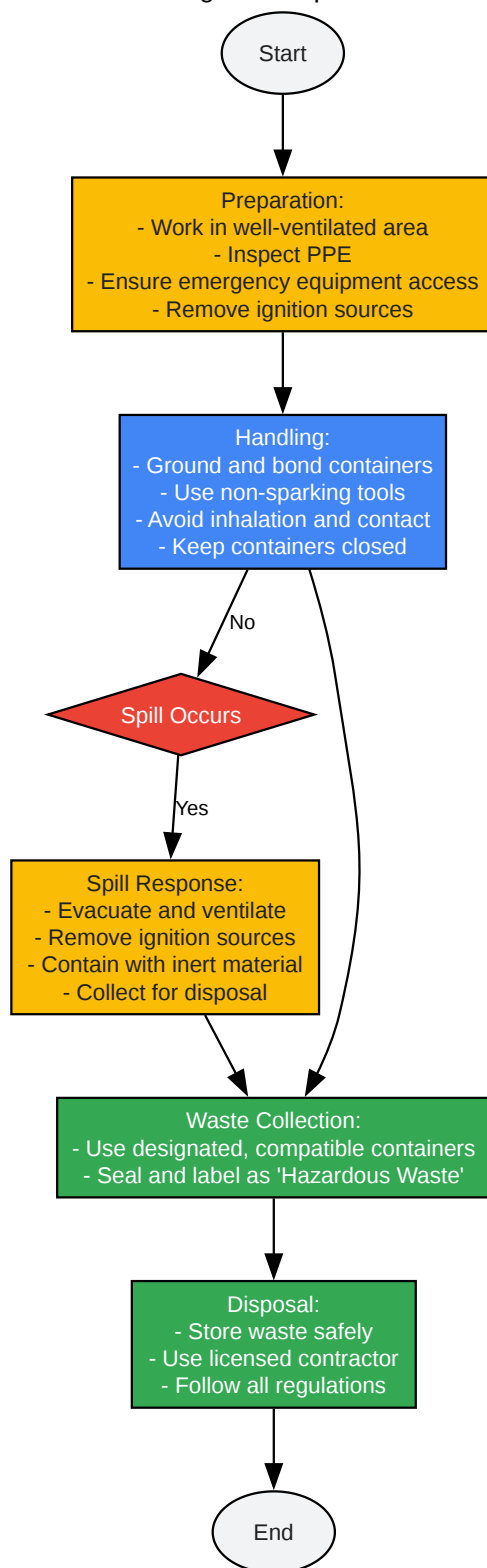 Start
Preparation:
- Work in well-ventilated area
- Inspect PPE
- Ensure emergency equipment access
- Remove ignition sources
Handling:
- Ground and bond containers
- Use non-sparking tools
- Avoid inhalation and contact
- Keep containers closed
No
Spill Occurs
Yes
Spill Response:
- Evacuate and ventilate
- Remove ignition sources
- Contain with inert material
- Collect for disposal
Waste Collection:
- Use designated, compatible containers
- Seal and label as 'Hazardous Waste'
Disposal:
- Store waste safely
- Use licensed contractor
- Follow all regulations
End